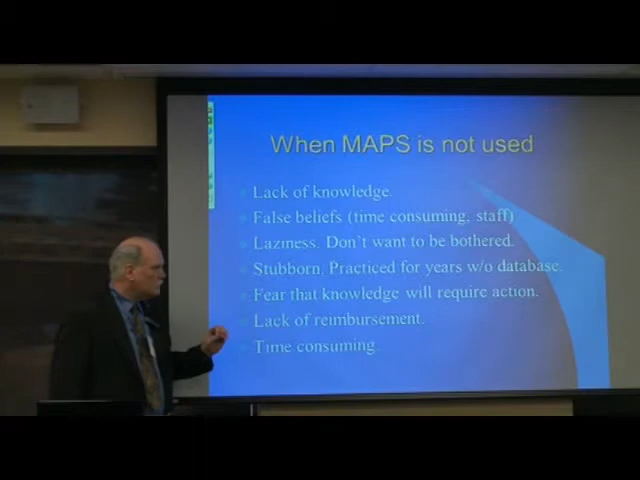 When MAPS is not used
Lack of knowledge.
False beliefs (time consuming, staff)
Laziness. Don't want to be bothered.
Stubborn. Practiced for years w/o database.
Fear that knowledge will require action.
Lack of reimbursement.
Time consuming.